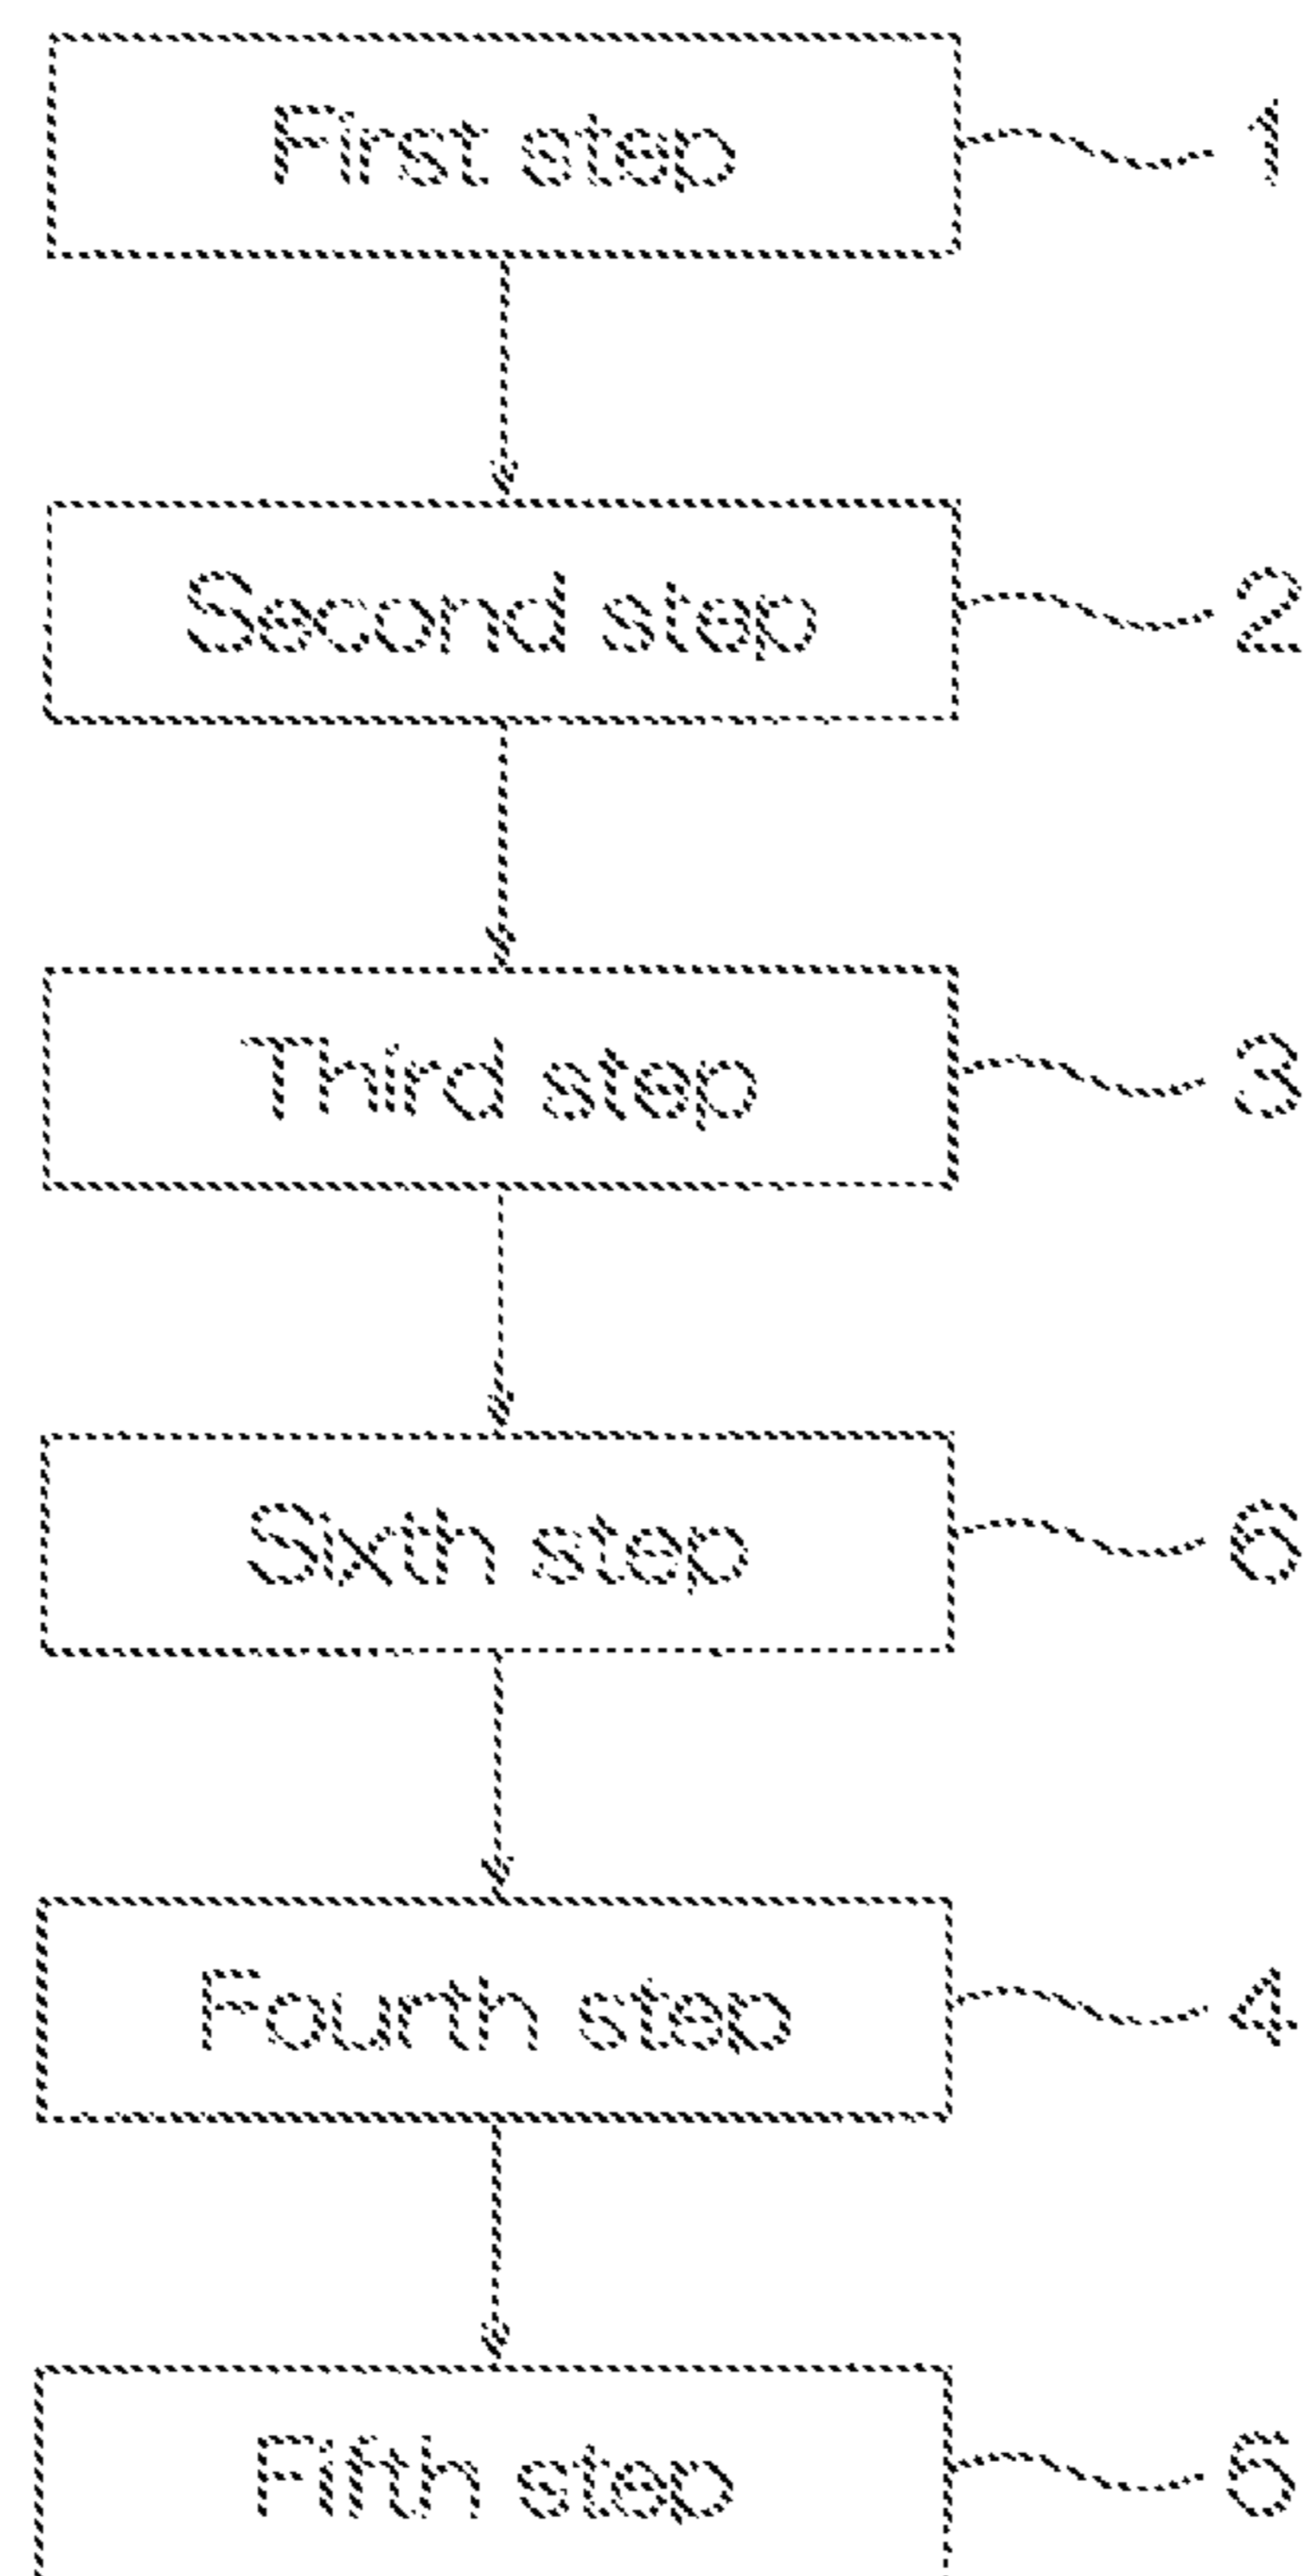 First step 1
Second step 2
Third step 3
Sixth step 6
Fourth step 4
Fifth step 5